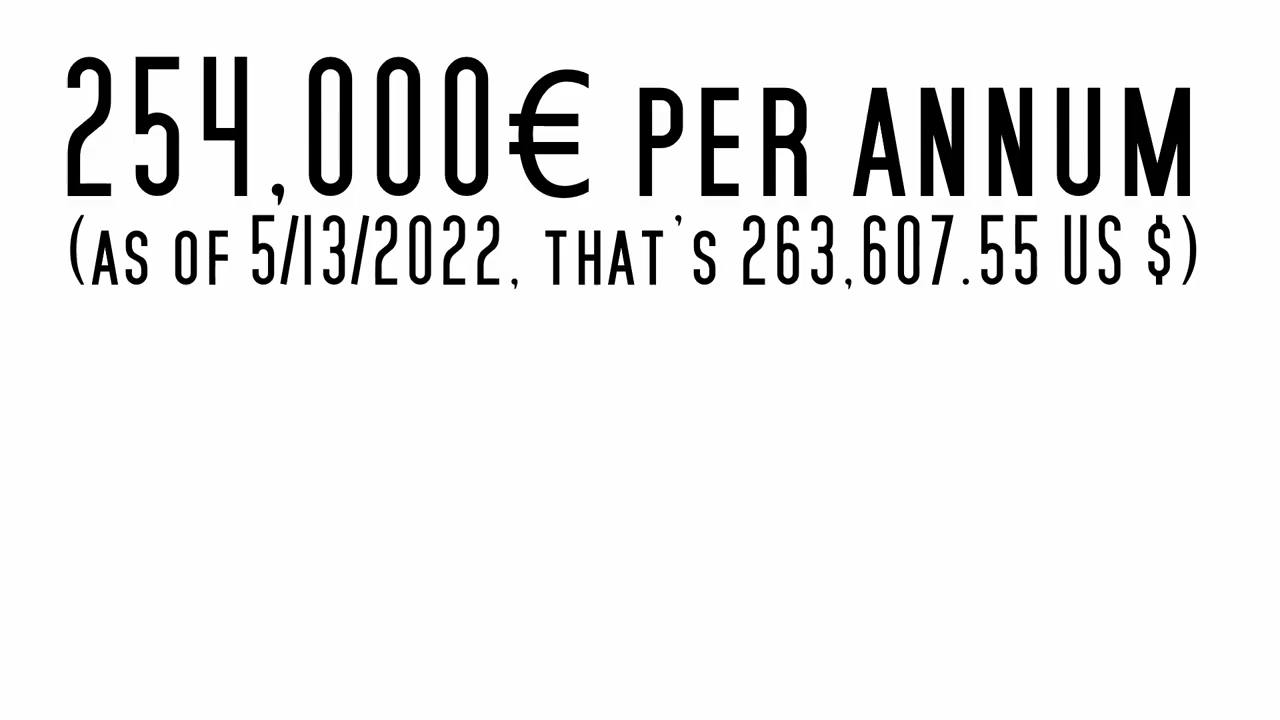 254,000€ PER ANNUM
(AS OF 5/13/2022, THAT'S 263,607.55 US $)